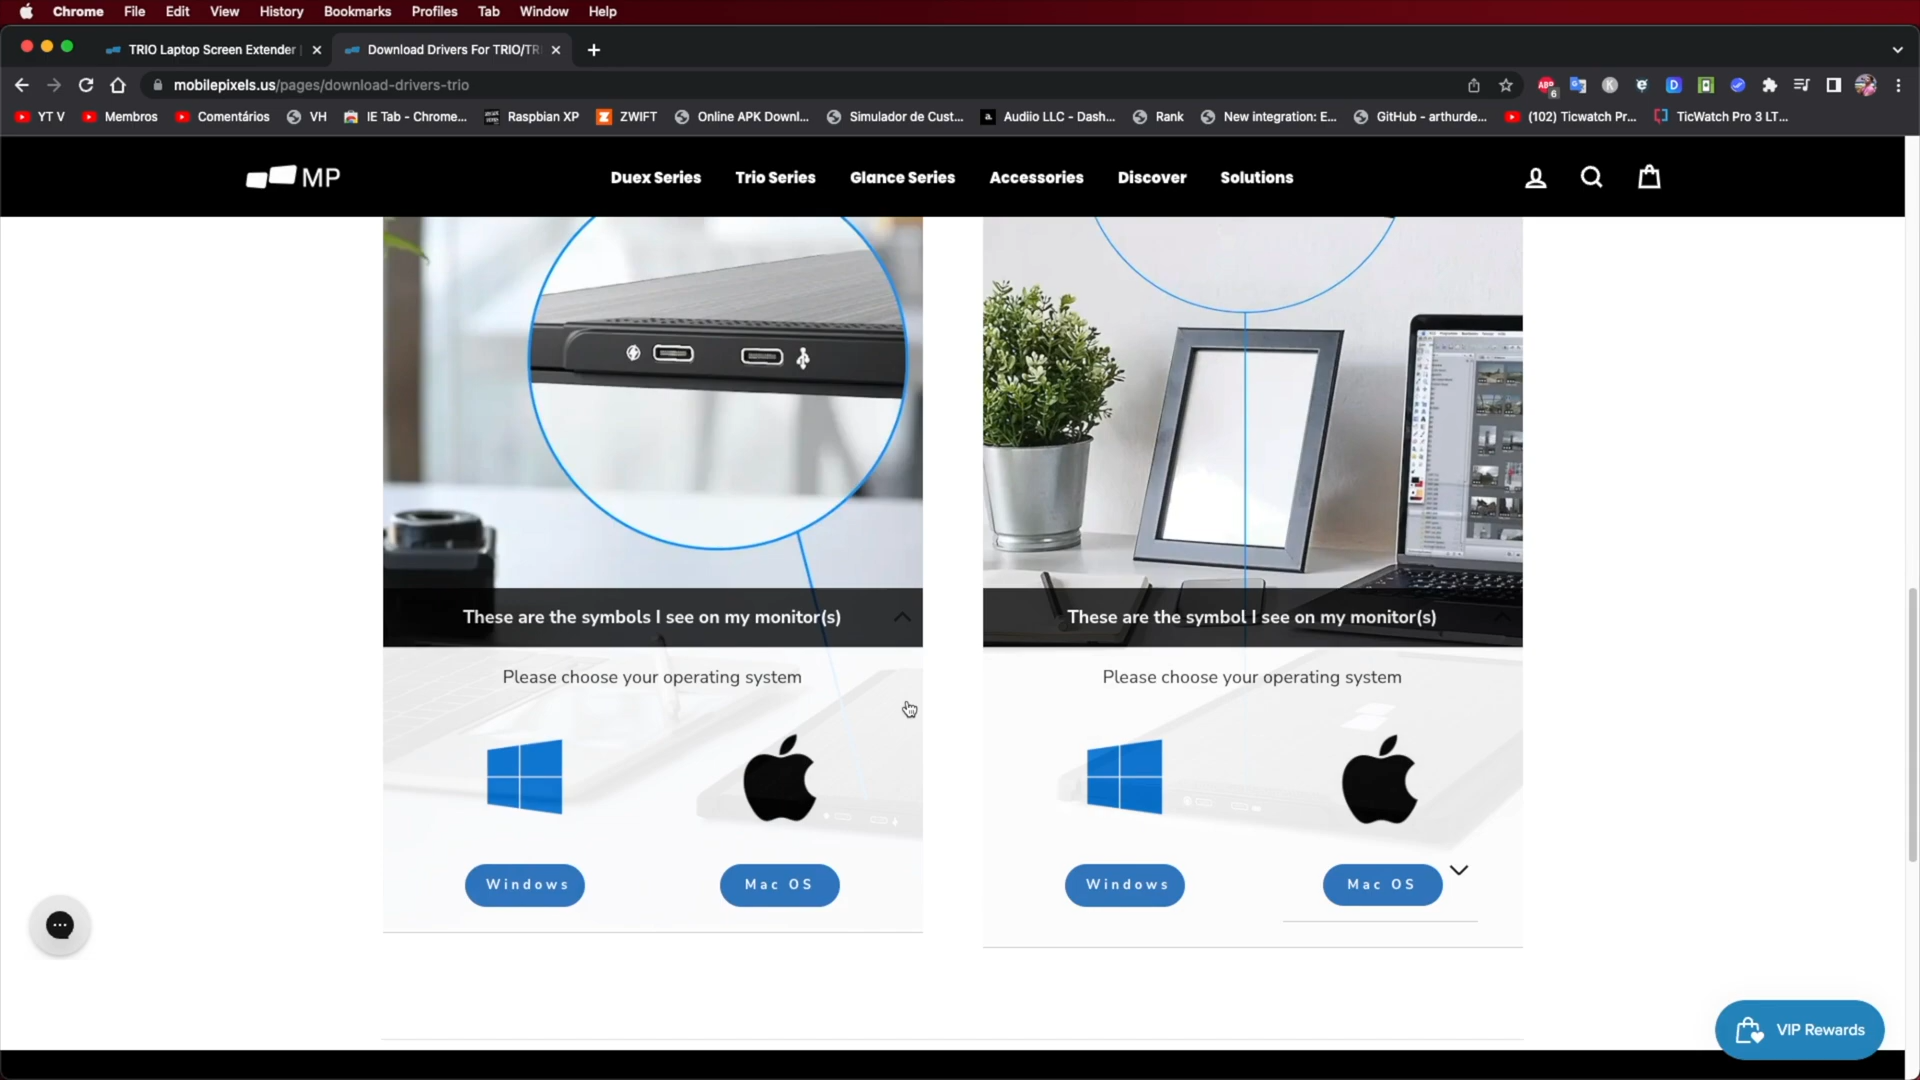 Chrome File Edit View History Bookmarks Profiles Tab Window Help
TRIO Laptop Screen Extender
Download Drivers For TRIO/TR
mobilepixels.us/pages/download-drivers-trio
ABP 6
YT V Membros Comentários VH IE Tab - Chrome... Raspbian XP ZWIFT Online APK Downl... Simulador de Cust... Audiio LLC - Dash... Rank New integration: E... GitHub - arthurde... (102) Ticwatch Pr... TicWatch Pro 3 LT...
MP Duex Series Trio Series Glance Series Accessories Discover Solutions
These are the symbols I see on my monitor(s)
Please choose your operating system
Windows Mac OS
These are the symbol I see on my monitor(s)
Please choose your operating system
Windows Mac OS
VIP Rewards